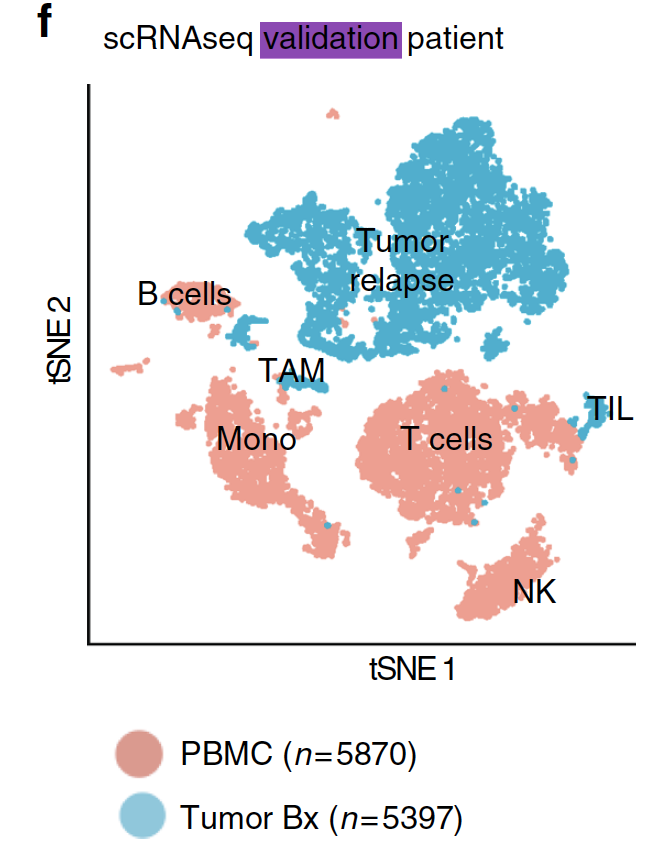 f
scRNAseq validation patient
Tumor
relapse
B cells
TAM
TIL
Mono
T cells
NK
tSNE 2
tSNE 1
PBMC (n=5870)
Tumor Bx (n=5397)